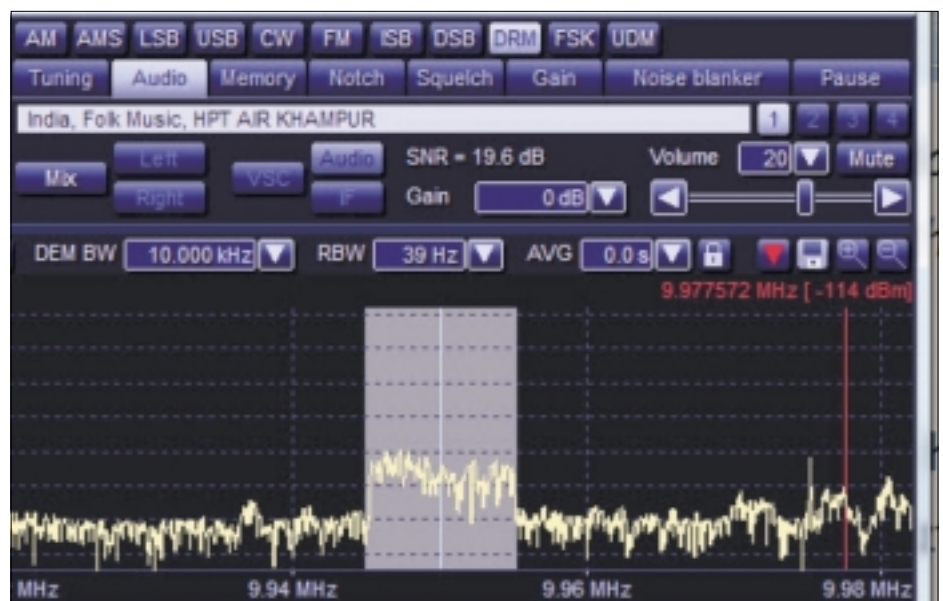 AM AMS LSB USB CW FM ISB DSB DRM FSK UDM
Tuning Audio Memory Notch Squelch Gain Noise blanker Pause
India, Folk Music, HPT AIR KHAMPUR 1 2 3 4
Mix Left VSC Audio SNR = 19.6 dB Volume 20 Mute
Right IF Gain 0 dB
DEM BW 10.000 kHz RBW 39 Hz AVG 0.0 s
9.977572 MHz [ -114 dBm]
MHz 9.94 MHz 9.96 MHz 9.98 MHz